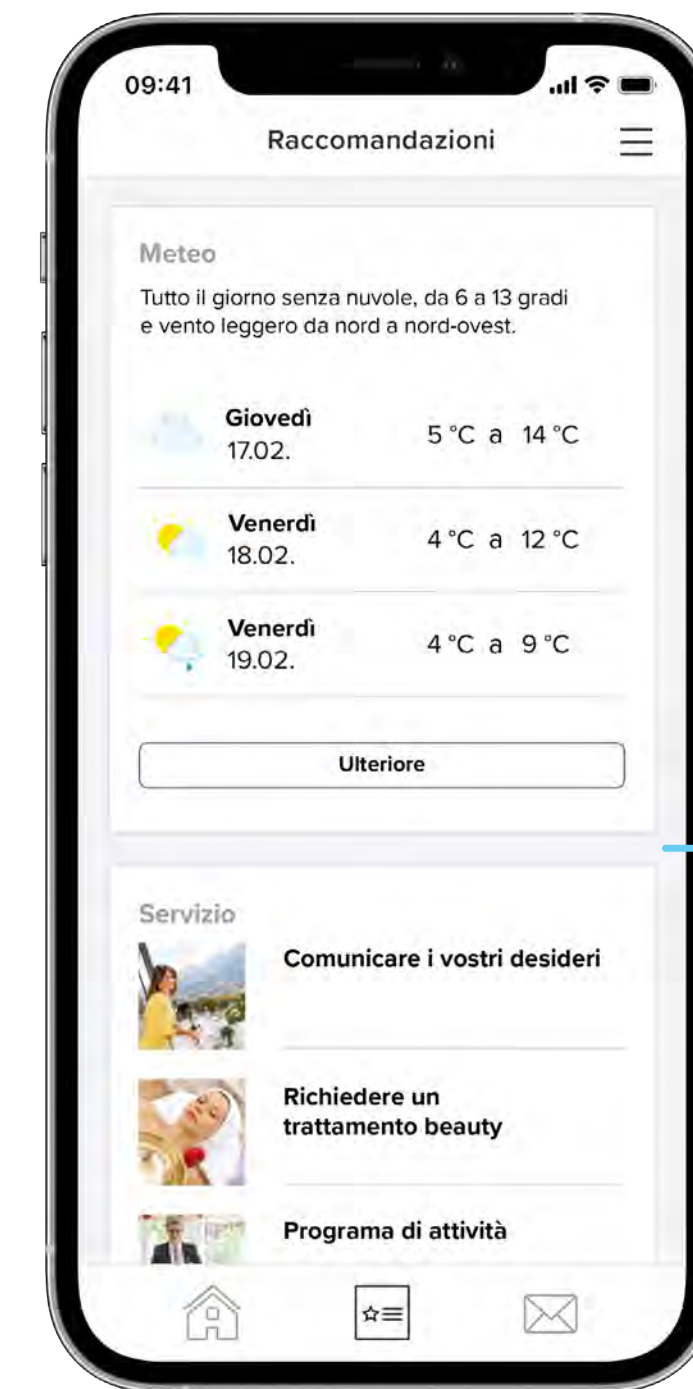 09:41
Raccomandazioni
Meteo
Tutto il giorno senza nuvole, da 6 a 13 gradi
e vento leggero da nord a nord-ovest.
Giovedì
17.02.
5 °C a 14 °C
Venerdì
18.02.
4 °C a 12 °C
Venerdì
19.02.
4 °C a 9 °C
Ulteriore
Servizio
Comunicare i vostri desideri
Richiedere un
trattamento beauty
Programa di attività